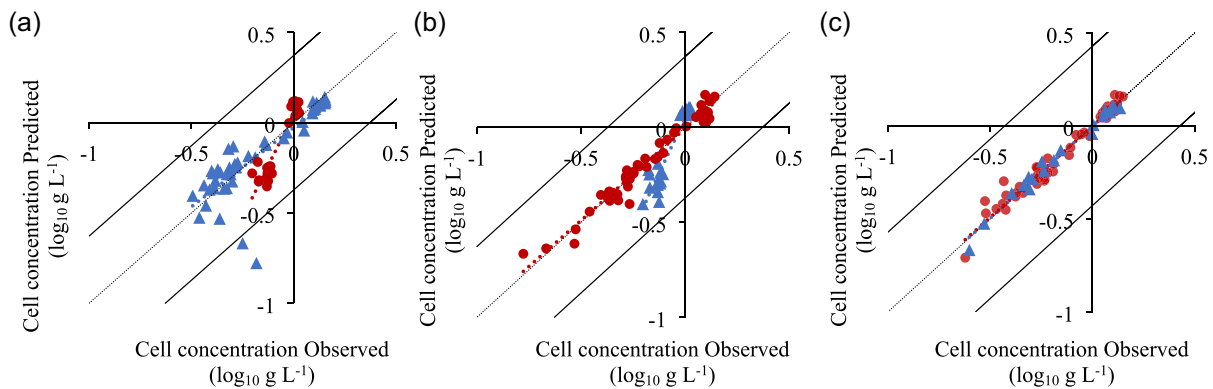 (a)
0.5
0
-1
-0.5
0
0.5
-0.5
-1
Cell concentration Predicted
(log10 g L-1)
Cell concentration Observed
(log10 g L-1)
(b)
0.5
0
-1
-0.5
0
0.5
-0.5
-1
Cell concentration Predicted
(log10 g L-1)
Cell concentration Observed
(log10 g L-1)
(c)
0.5
0
-1
-0.5
0
0.5
-0.5
-1
Cell concentration Predicted
(log10 g L-1)
Cell concentration Observed
(log10 g L-1)